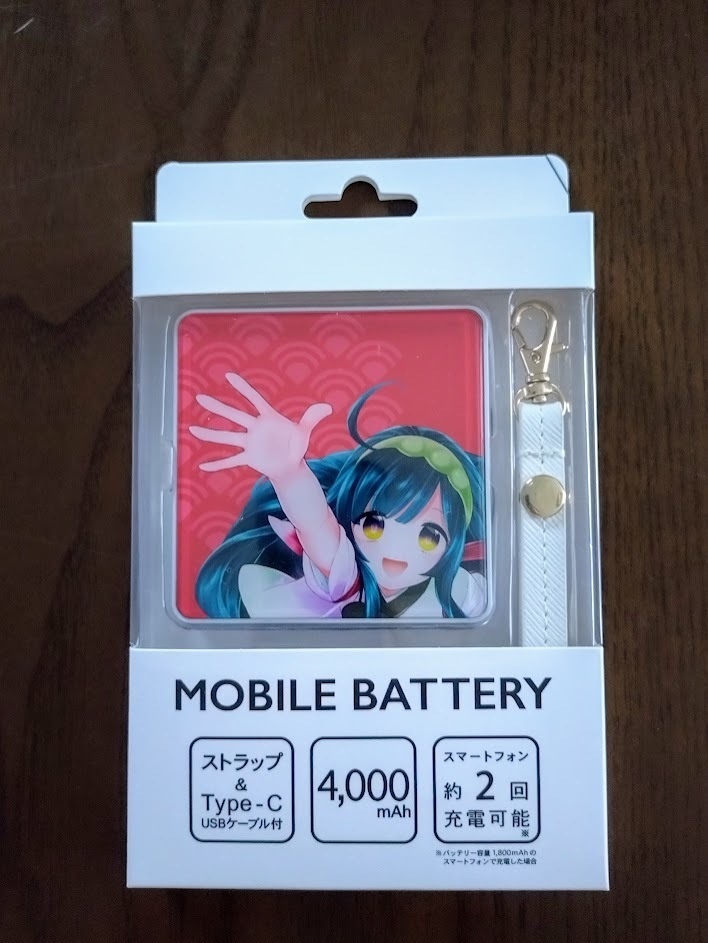 MOBILE BATTERY
ストラップ
&
Type-C
USBケーブル付
4,000
mAh
スマートフォン
約2回
充電可能
※
※バッテリー容量1,800mAhの
スマートフォンで充電した場合